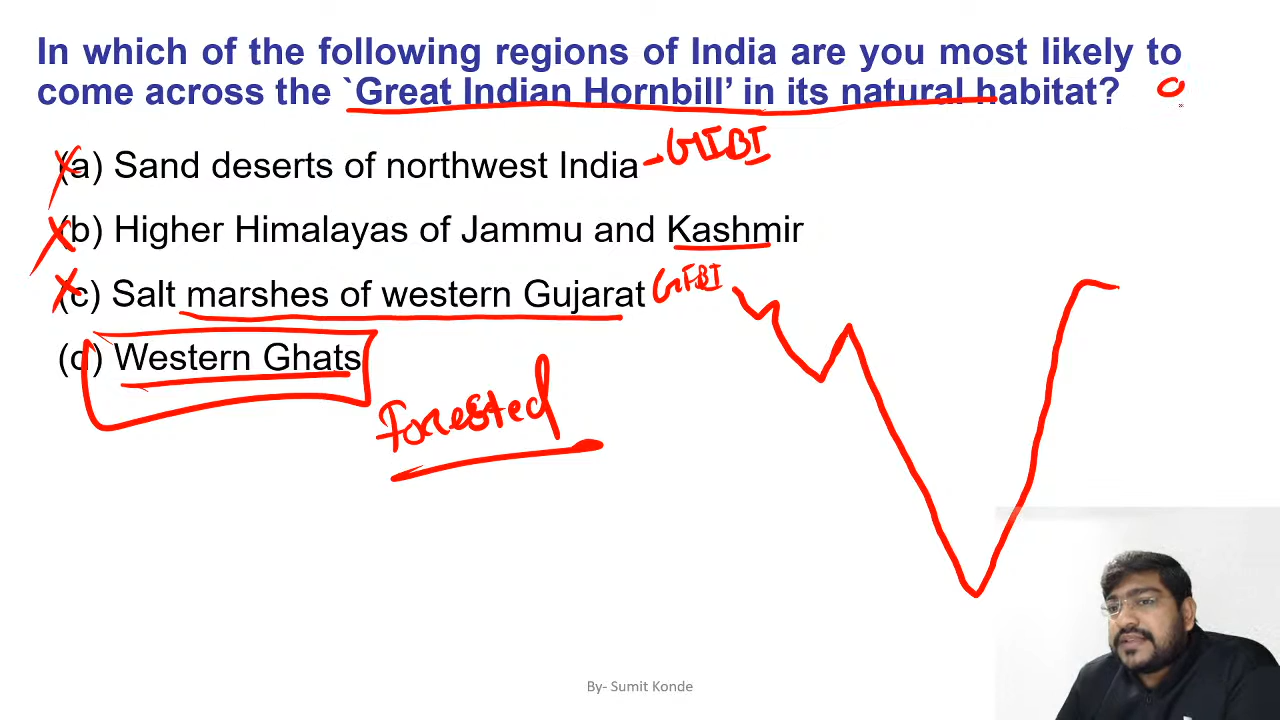 In which of the following regions of India are you most likely to
come across the `Great Indian Hornbill’ in its natural habitat?
(a) Sand deserts of northwest India - GIBI
(b) Higher Himalayas of Jammu and Kashmir
(c) Salt marshes of western Gujarat GIBI
(d) Western Ghats
Forested
By- Sumit Konde